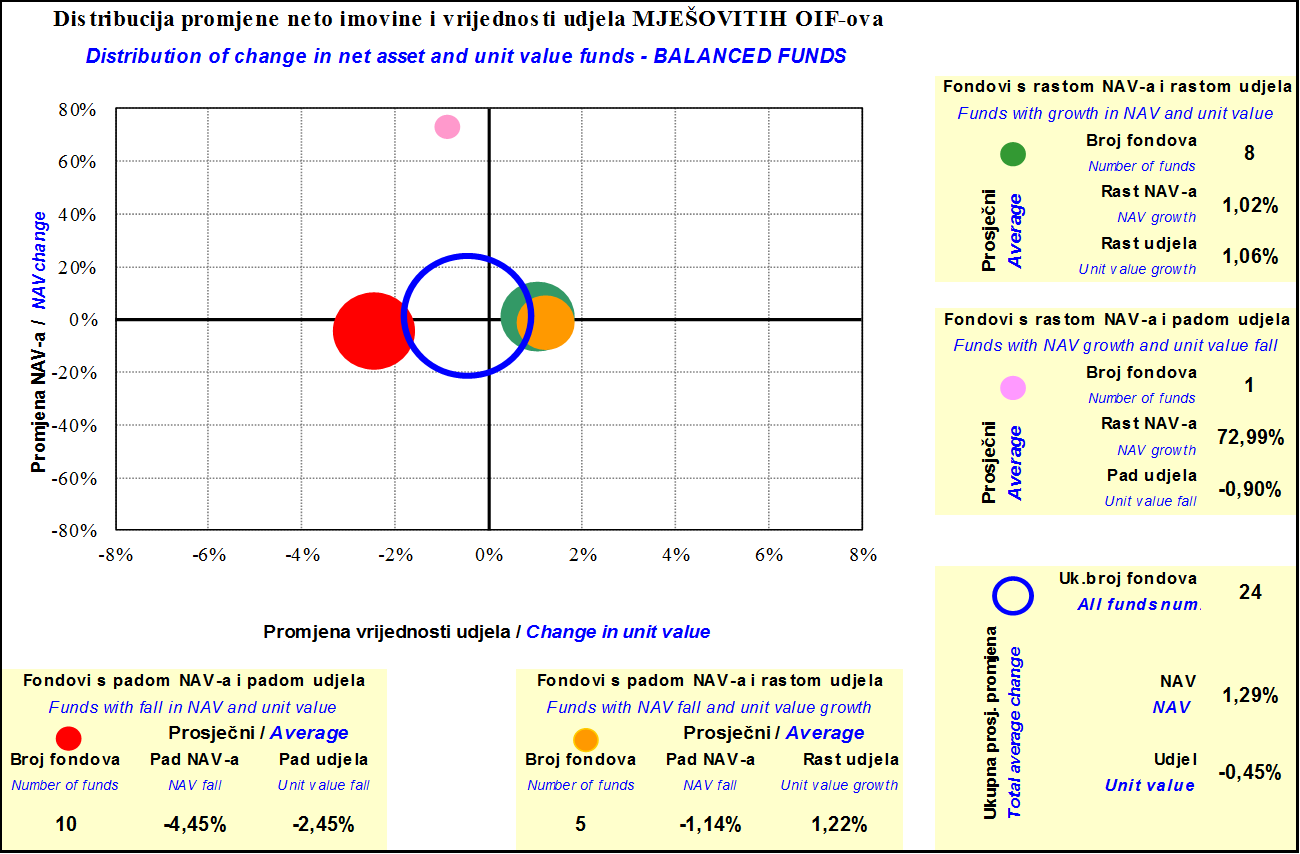 Distribucija promjene neto imovine i vrijednosti udjela MJEŠOVITIH OIF-ova
Distribution of change in net asset and unit value funds - BALANCED FUNDS
Promjena NAV-a / NAV change
80%
60%
40%
20%
0%
-20%
-40%
-60%
-80%
-8% -6% -4% -2% 0% 2% 4% 6% 8%
Promjena vrijednosti udjela / Change in unit value
Fondovi s rastom NAV-a i rastom udjela
Funds with growth in NAV and unit value
Broj fondova
Number of funds
8
Prosječni
Average
Rast NAV-a
NAV growth
1,02%
Rast udjela
Unit value growth
1,06%
Fondovi s rastom NAV-a i padom udjela
Funds with NAV growth and unit value fall
Broj fondova
Number of funds
1
Prosječni
Average
Rast NAV-a
NAV growth
72,99%
Pad udjela
Unit value fall
-0,90%
Uk.broj fondova
All funds num.
24
Ukupna prosj. promjena
Total average change
NAV
NAV
1,29%
Udjel
Unit value
-0,45%
Fondovi s padom NAV-a i padom udjela
Funds with fall in NAV and unit value
Prosječni / Average
Broj fondova Pad NAV-a Pad udjela
Number of funds NAV fall Unit value fall
10 -4,45% -2,45%
Fondovi s padom NAV-a i rastom udjela
Funds with NAV fall and unit value growth
Prosječni / Average
Broj fondova Pad NAV-a Rast udjela
Number of funds NAV fall Unit value growth
5 -1,14% 1,22%